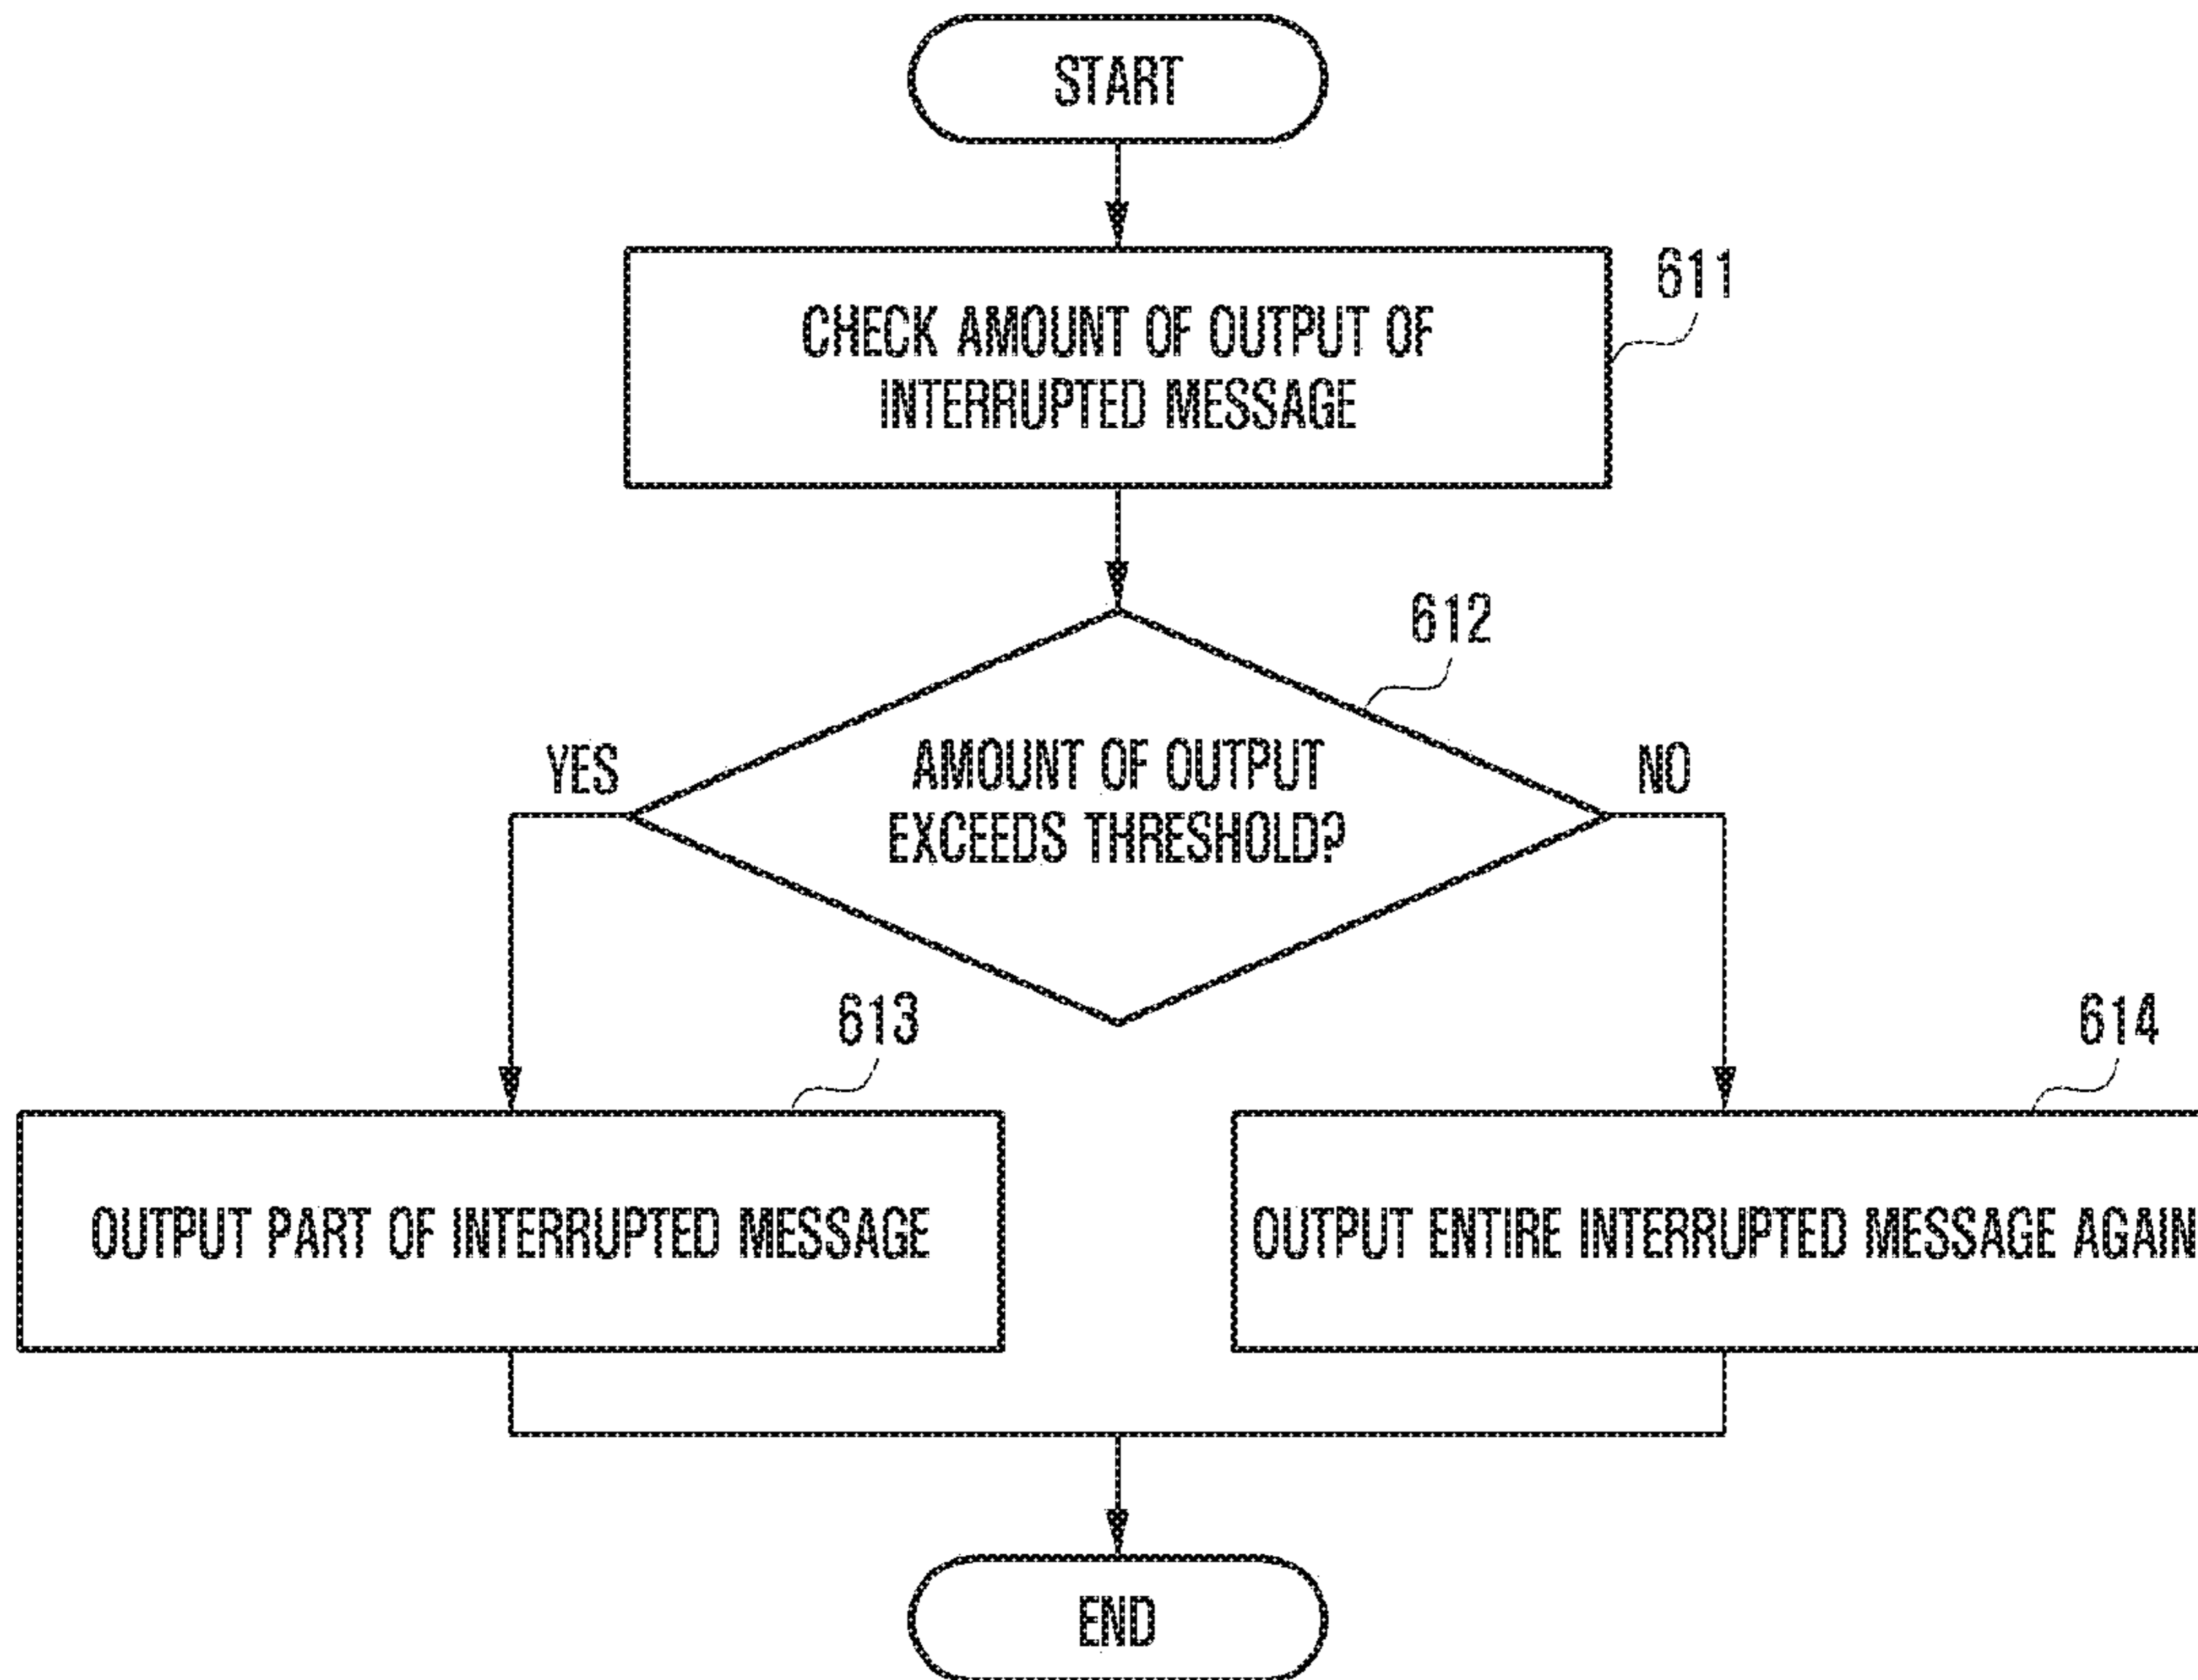 START
CHECK AMOUNT OF OUTPUT OF
INTERRUPTED MESSAGE
611
612
AMOUNT OF OUTPUT
EXCEEDS THRESHOLD?
YES
NO
613
614
OUTPUT PART OF INTERRUPTED MESSAGE
OUTPUT ENTIRE INTERRUPTED MESSAGE AGAIN
END